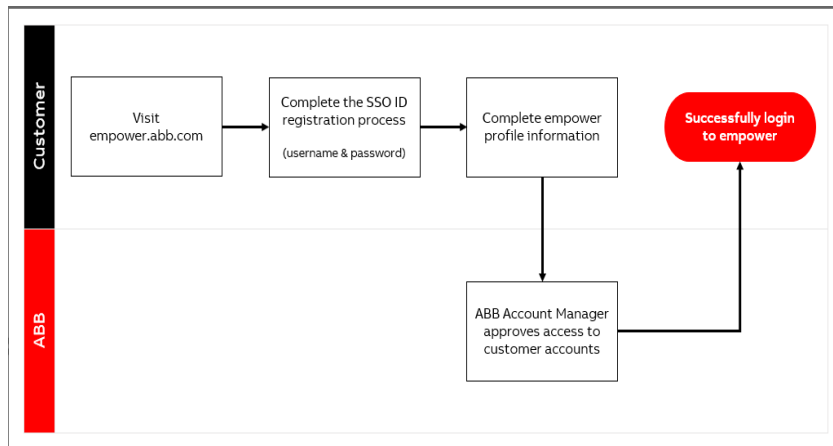 Customer
Visit
empower.abb.com
Complete the SSO ID
registration process
(username & password)
Complete empower
profile information
Successfully login
to empower
ABB
ABB Account Manager
approves access to
customer accounts